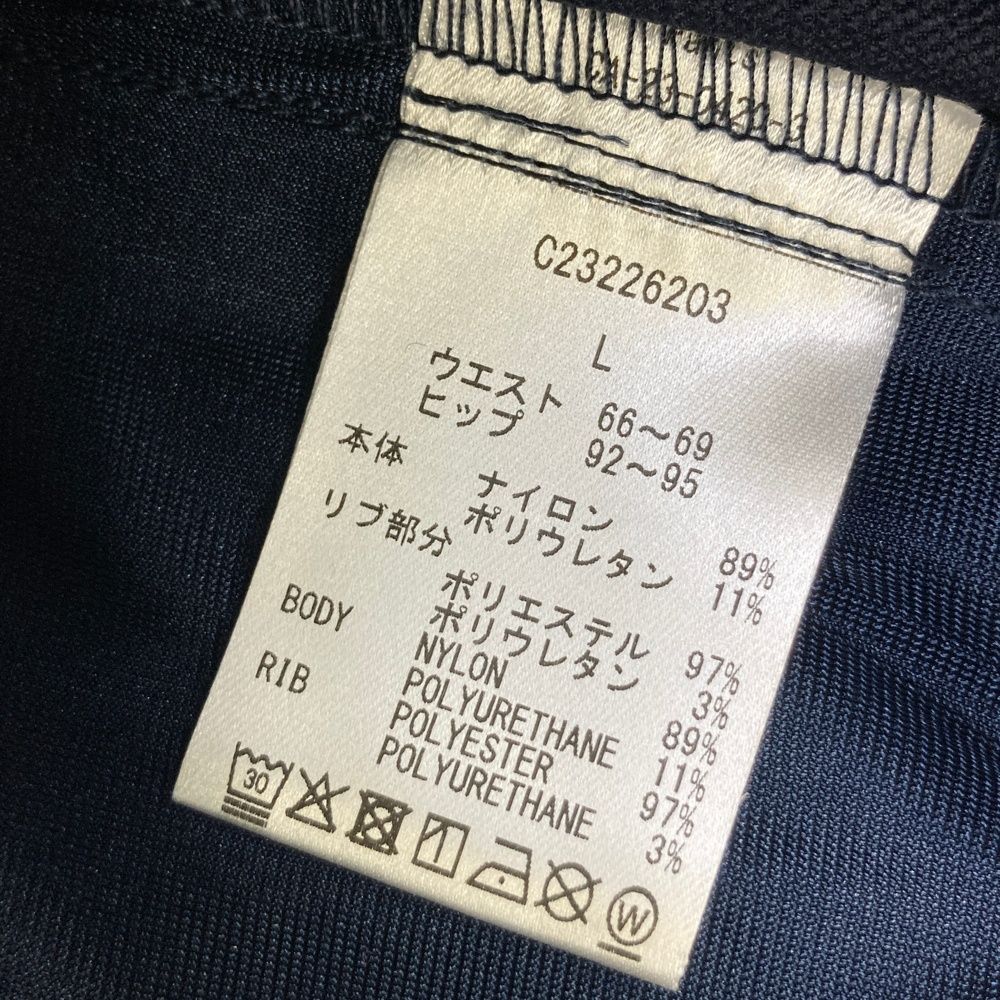 Pants
C23226203
L
ウエスト 66～69
ヒップ 92～95
本体 ナイロン 89%
ポリウレタン 11%
リブ部分 ポリエステル 97%
ポリウレタン 3%
BODY NYLON 89%
POLYURETHANE 11%
RIB POLYESTER 97%
POLYURETHANE 3%
30
W